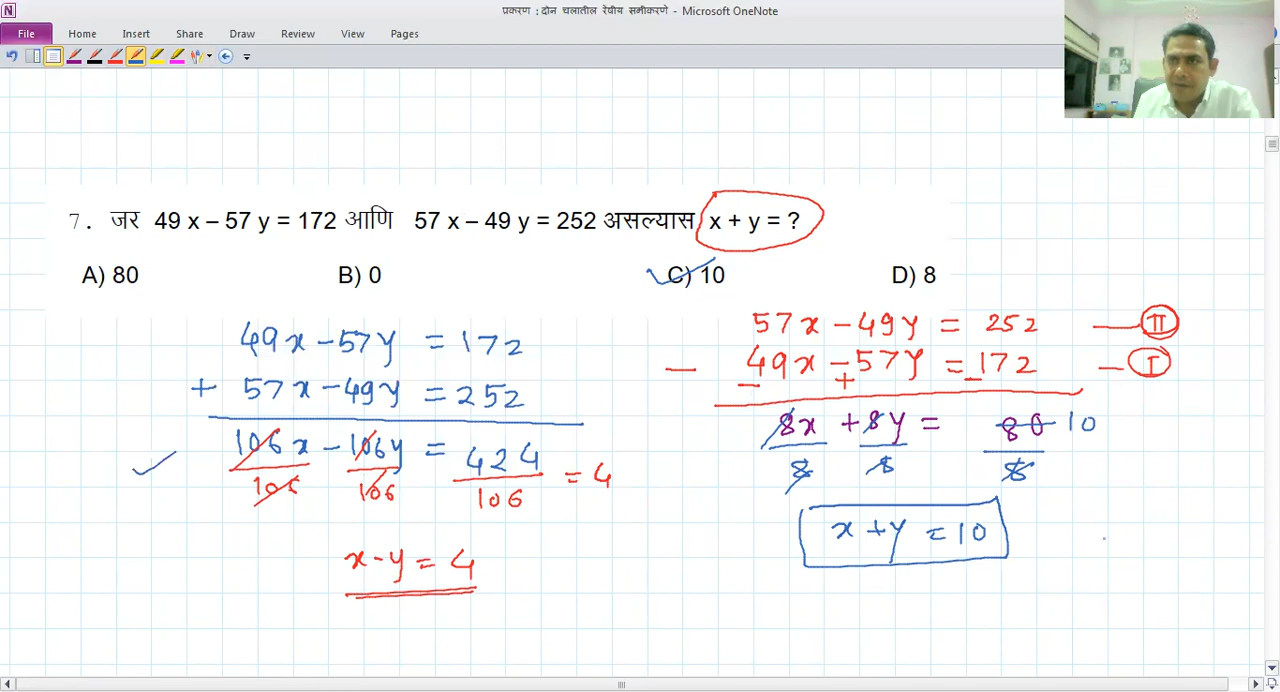 प्रकरण : दोन चलातील रेषीय समीकरणे - Microsoft OneNote
File Home Insert Share Draw Review View Pages
7. जर 49 x – 57 y = 172 आणि 57 x – 49 y = 252 असल्यास x + y = ?
A) 80 B) 0 C) 10 D) 8
49x - 57y = 172
+ 57x - 49y = 252
106x - 106y = 424
106 106 106 = 4
x - y = 4
57x - 49y = 252 — II
— 49x - 57y = 172 — I
— + —
8x + 8y = 80 10
8 8 8
x + y = 10